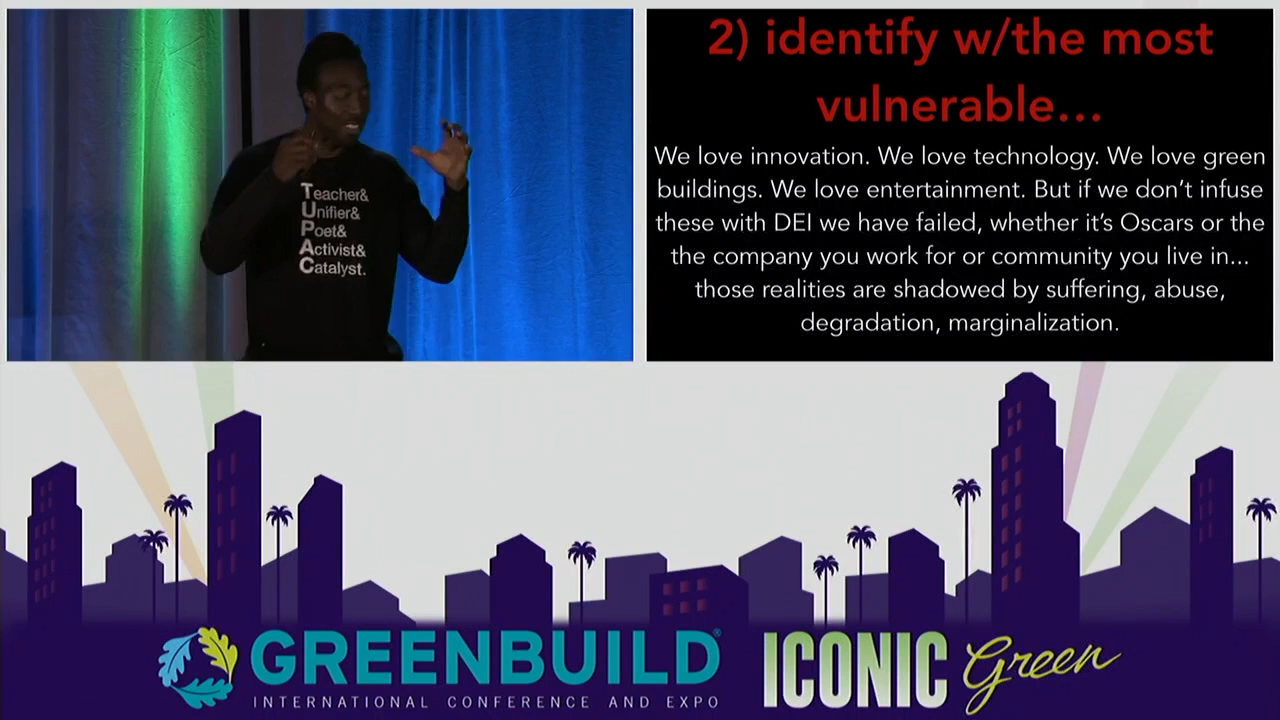 Teacher&
Unifier&
Poet&
Activist&
Catalyst.
2) identify w/the most
vulnerable...
We love innovation. We love technology. We love green
buildings. We love entertainment. But if we don't infuse
these with DEI we have failed, whether it's Oscars or the
the company you work for or community you live in...
those realities are shadowed by suffering, abuse,
degradation, marginalization.
GREENBUILD®
INTERNATIONAL CONFERENCE AND EXPO
ICONIC Green